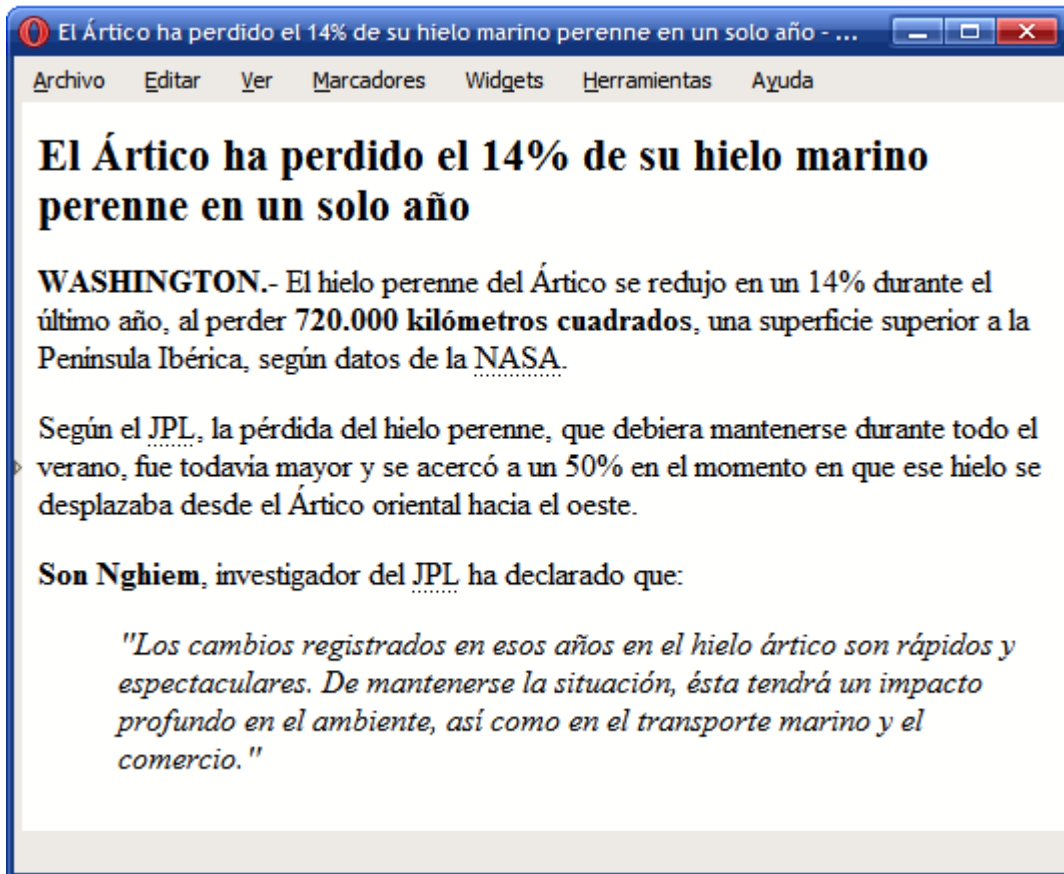 El Ártico ha perdido el 14% de su hielo marino perenne en un solo año - ...
Archivo Editar Ver Marcadores Widgets Herramientas Ayuda
El Ártico ha perdido el 14% de su hielo marino
perenne en un solo año
WASHINGTON.- El hielo perenne del Ártico se redujo en un 14% durante el
último año, al perder 720.000 kilómetros cuadrados, una superficie superior a la
Península Ibérica, según datos de la NASA.
Según el JPL, la pérdida del hielo perenne, que debiera mantenerse durante todo el
verano, fue todavía mayor y se acercó a un 50% en el momento en que ese hielo se
desplazaba desde el Ártico oriental hacia el oeste.
Son Nghiem, investigador del JPL ha declarado que:
"Los cambios registrados en esos años en el hielo ártico son rápidos y
espectaculares. De mantenerse la situación, ésta tendrá un impacto
profundo en el ambiente, así como en el transporte marino y el
comercio."